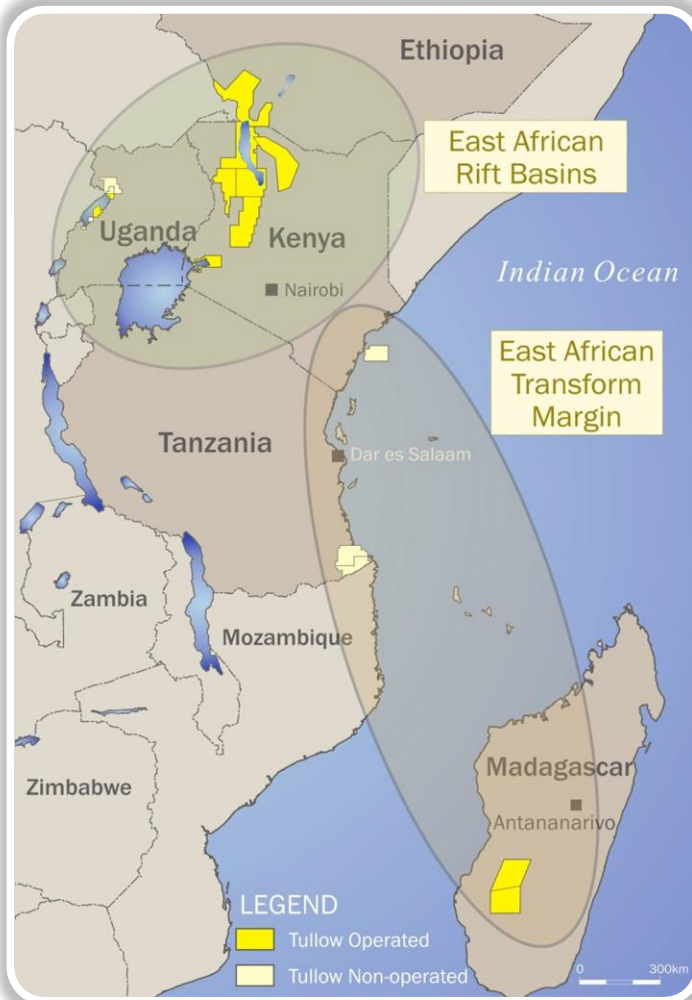 Ethiopia
East African
Rift Basins
Uganda
Kenya
Indian Ocean
Nairobi
East African
Transform
Margin
Tanzania
Dar es Salaam
Zambia
Mozambique
Madagascar
Zimbabwe
Antananarivo
LEGEND
Tullow Operated
Tullow Non-operated
0 300km